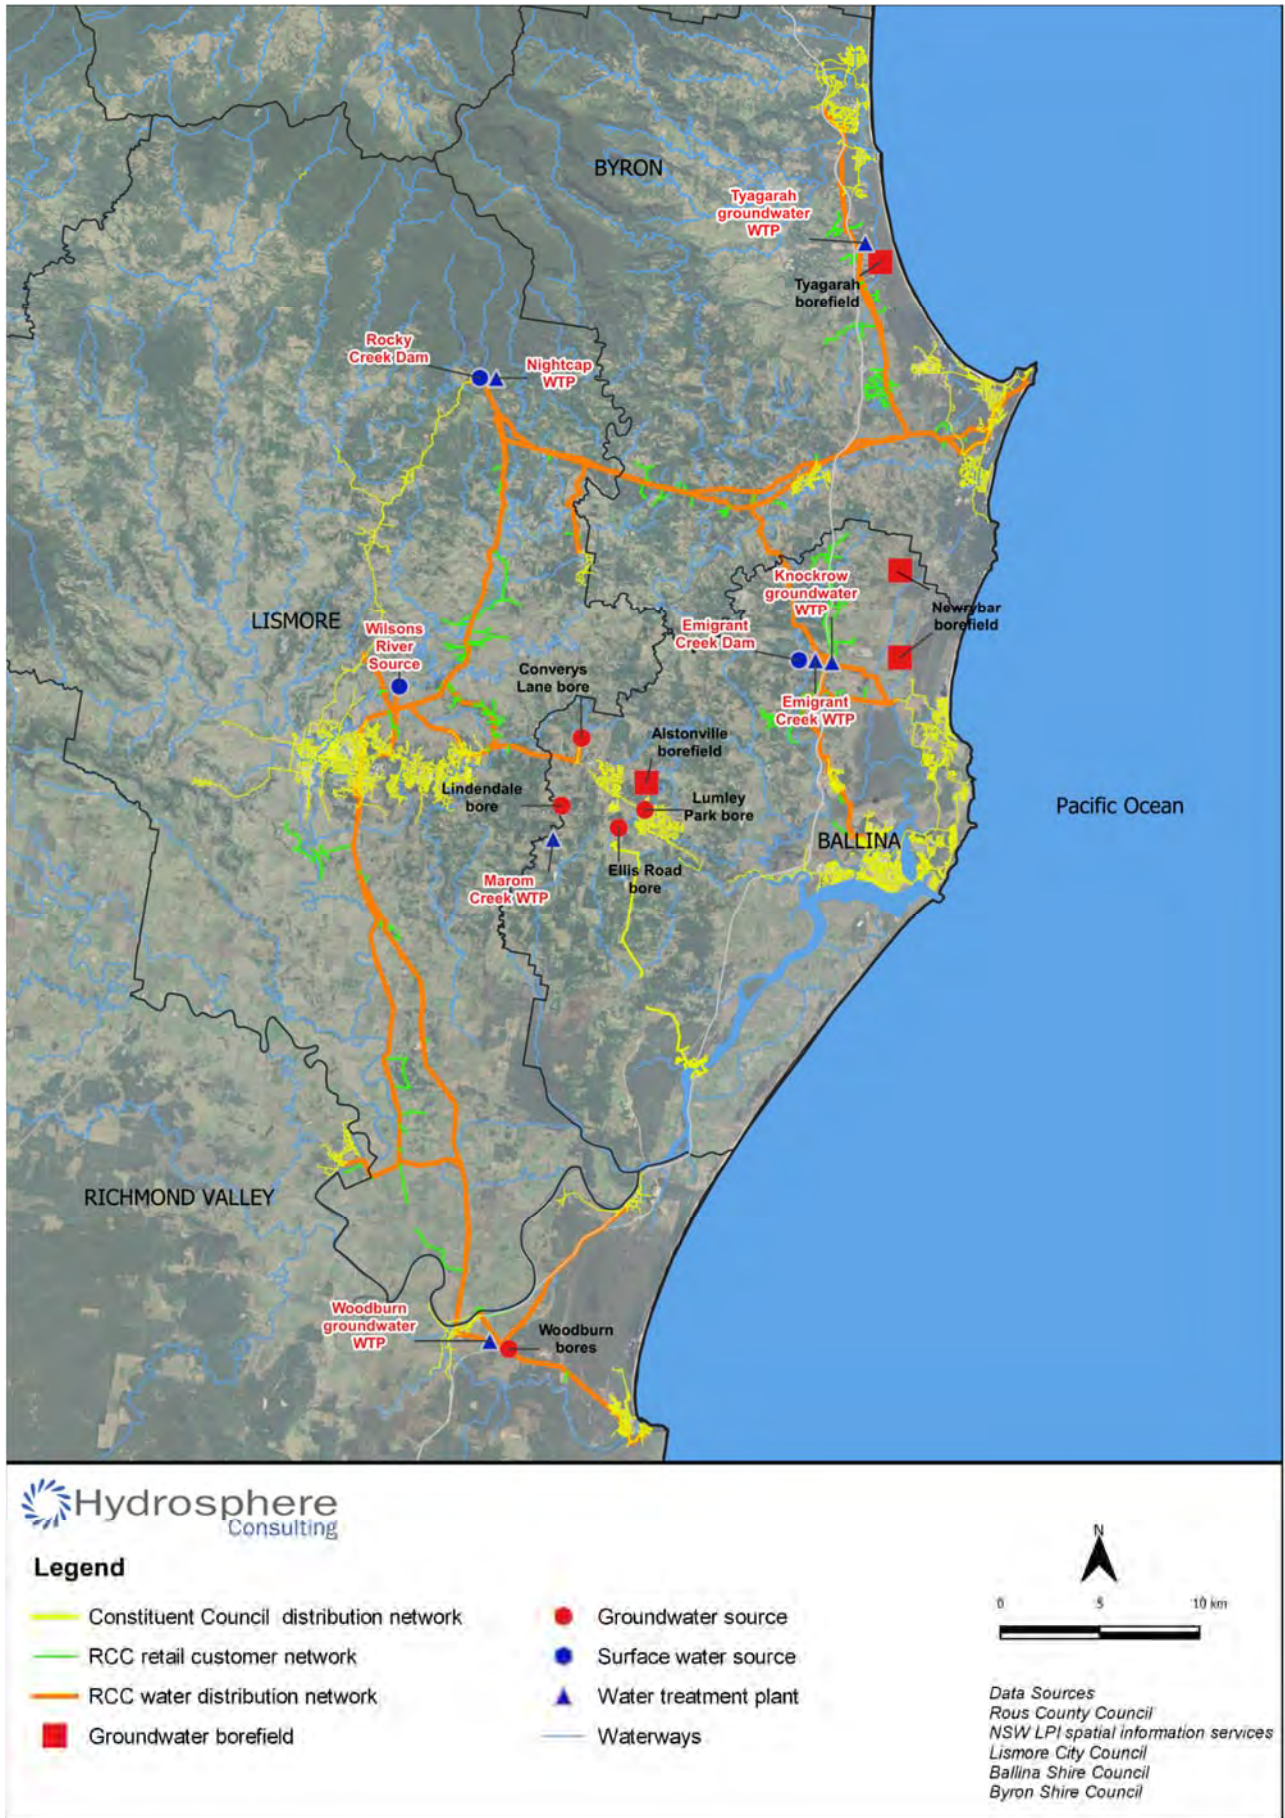 BYRON
Tyagarah
groundwater
WTP
Tyagarah
borefield
Rocky
Creek Dam
Nightcap
WTP
Knockrow
groundwater
WTP
LISMORE
Wilsons
River
Source
Newrybar
borefield
Emigrant
Creek Dam
Converys
Lane bore
Emigrant
Creek WTP
Alstonville
borefield
Lindendale
bore
Lumley
Park bore
Pacific Ocean
BALLINA
Ellis Road
bore
Marom
Creek WTP
RICHMOND VALLEY
Woodburn
groundwater
WTP
Woodburn
bores
Hydrosphere
Consulting
Legend
Constituent Council distribution network
RCC retail customer network
RCC water distribution network
Groundwater borefield
Groundwater source
Surface water source
Water treatment plant
Waterways
N
0 5 10 km
Data Sources
Rous County Council
NSW LPI spatial information services
Lismore City Council
Ballina Shire Council
Byron Shire Council